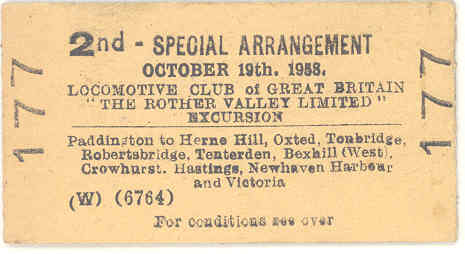 177
2nd - SPECIAL ARRANGEMENT
OCTOBER 19th. 1958.
LOCOMOTIVE CLUB of GREAT BRITAIN
"THE ROTHER VALLEY LIMITED"
EXCURSION
Paddington to Herne Hill, Oxted, Tonbridge,
Robertsbridge, Tenterden, Bexhill (West),
Crowhurst. Hastings, Newhaven Harbour
and Victoria
(W) (6764)
For conditions see over
177